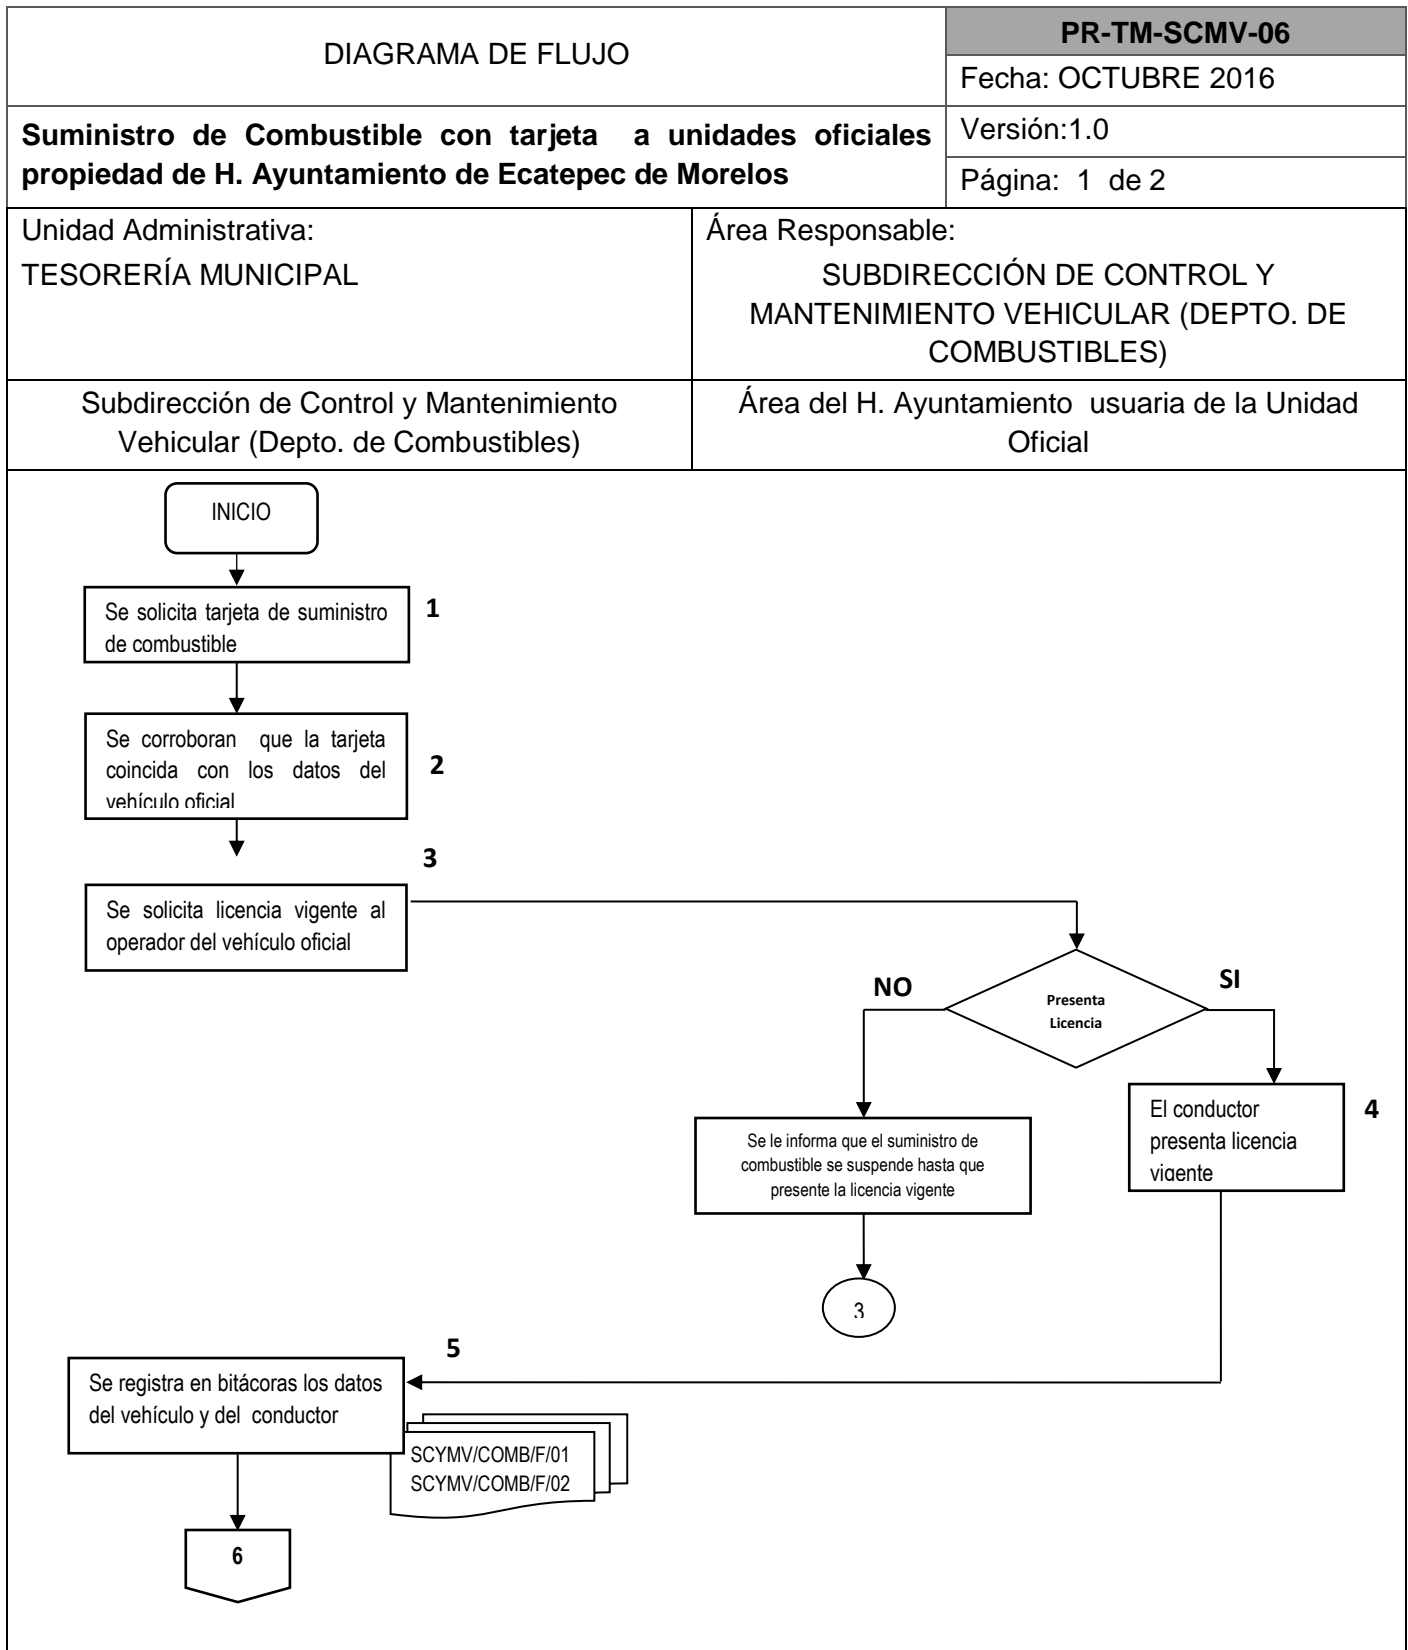 DIAGRAMA DE FLUJO
PR-TM-SCMV-06
Fecha: OCTUBRE 2016
Suministro de Combustible con tarjeta a unidades oficiales
propiedad de H. Ayuntamiento de Ecatepec de Morelos
Versión:1.0
Página: 1 de 2
Unidad Administrativa:
TESORERÍA MUNICIPAL
Área Responsable:
SUBDIRECCIÓN DE CONTROL Y
MANTENIMIENTO VEHICULAR (DEPTO. DE
COMBUSTIBLES)
Subdirección de Control y Mantenimiento
Vehicular (Depto. de Combustibles)
Área del H. Ayuntamiento usuaria de la Unidad
Oficial
INICIO
Se solicita tarjeta de suministro
de combustible
1
Se corroboran que la tarjeta
coincida con los datos del
vehículo oficial
2
3
Se solicita licencia vigente al
operador del vehículo oficial
NO
SI
Presenta
Licencia
El conductor
presenta licencia
vigente
4
Se le informa que el suministro de
combustible se suspende hasta que
presente la licencia vigente
3
5
Se registra en bitácoras los datos
del vehículo y del conductor
SCYMV/COMB/F/01
SCYMV/COMB/F/02
6